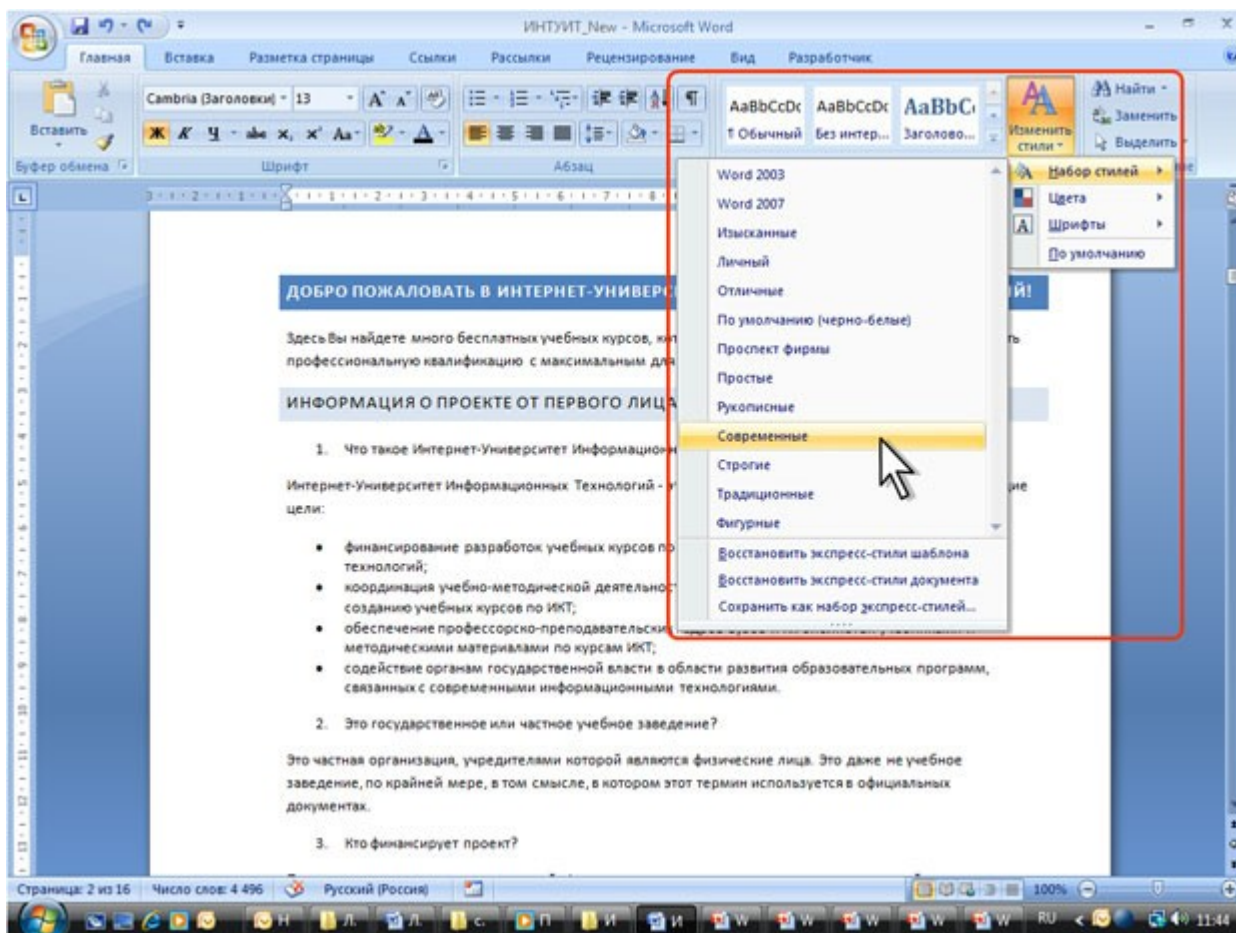 ИНТУИТ_New - Microsoft Word
Главная Вставка Разметка страницы Ссылки Рассылки Рецензирование Вид Разработчик
Cambria (Заголовки) 13
Вставить
Ж К Ч abc x, x' Aa
AaBbCcDc AaBbCcDc AaBbC
¶ Обычный Без интер... Заголово...
Изменить стили
Найти
Заменить
Выделить
Буфер обмена Шрифт Абзац
Набор стилей
Цвета
Шрифты
По умолчанию
Word 2003
Word 2007
Изысканные
Личный
Отличные
По умолчанию (черно-белые)
Проспект фирмы
Простые
Рукописные
Современные
Строгие
Традиционные
Фигурные
Восстановить экспресс-стили шаблона
Восстановить экспресс-стили документа
Сохранить как набор экспресс-стилей...
ДОБРО ПОЖАЛОВАТЬ В ИНТЕРНЕТ-УНИВЕРС Й!
Здесь Вы найдете много бесплатных учебных курсов,
профессиональную квалификацию с максимальным для
ИНФОРМАЦИЯ О ПРОЕКТЕ ОТ ПЕРВОГО ЛИЦА
1. Что такое Интернет-Университет
Интернет-Университет Информационных Технологий -
цели:
• финансирование разработок учебных курсов по
технологий;
• координация учебно-методической
созданию учебных курсов по ИКТ;
• обеспечение
методическими материалами по курсам ИКТ;
• содействие органам государственной власти в области развития образовательных программ,
связанных с современными информационными технологиями.
2. Это государственное или частное учебное заведение?
Это частная организация, учредителями которой являются физические лица. Это даже не учебное
заведение, по крайней мере, в том смысле, в котором этот термин используется в официальных
документах.
3. Кто финансирует проект?
Страница: 2 из 16 Число слов: 4 496 Русский (Россия) 100%
Н Л. Л. с. П И И W W W W W RU 11:44